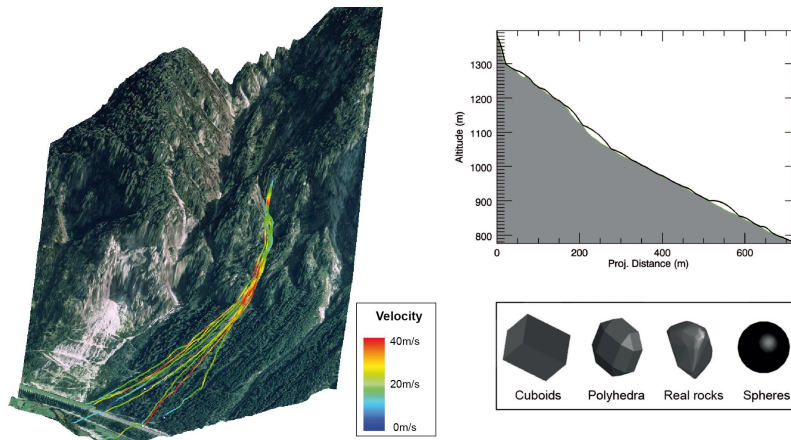 Velocity
40m/s
20m/s
0m/s
Altitude (m)
1300
1200
1100
1000
900
800
0
200
400
600
Proj. Distance (m)
Cuboids
Polyhedra
Real rocks
Spheres